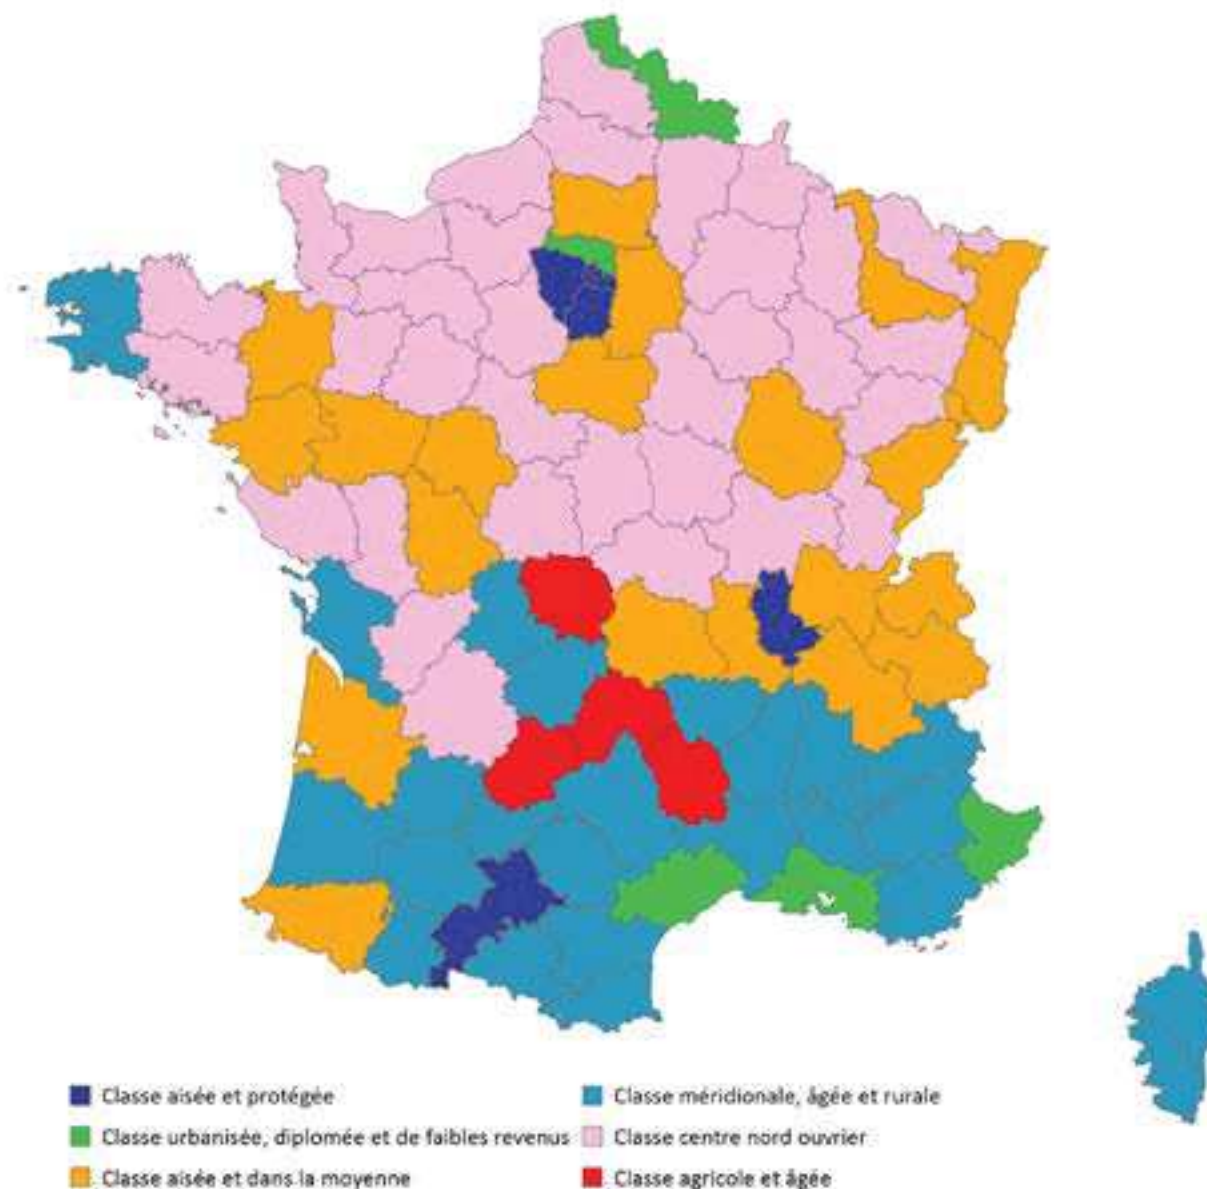 Classe aisée et protégée
Classe urbanisée, diplomée et de faibles revenus
Classe aisée et dans la moyenne
Classe méridionale, âgée et rurale
Classe centre nord ouvrier
Classe agricole et âgée